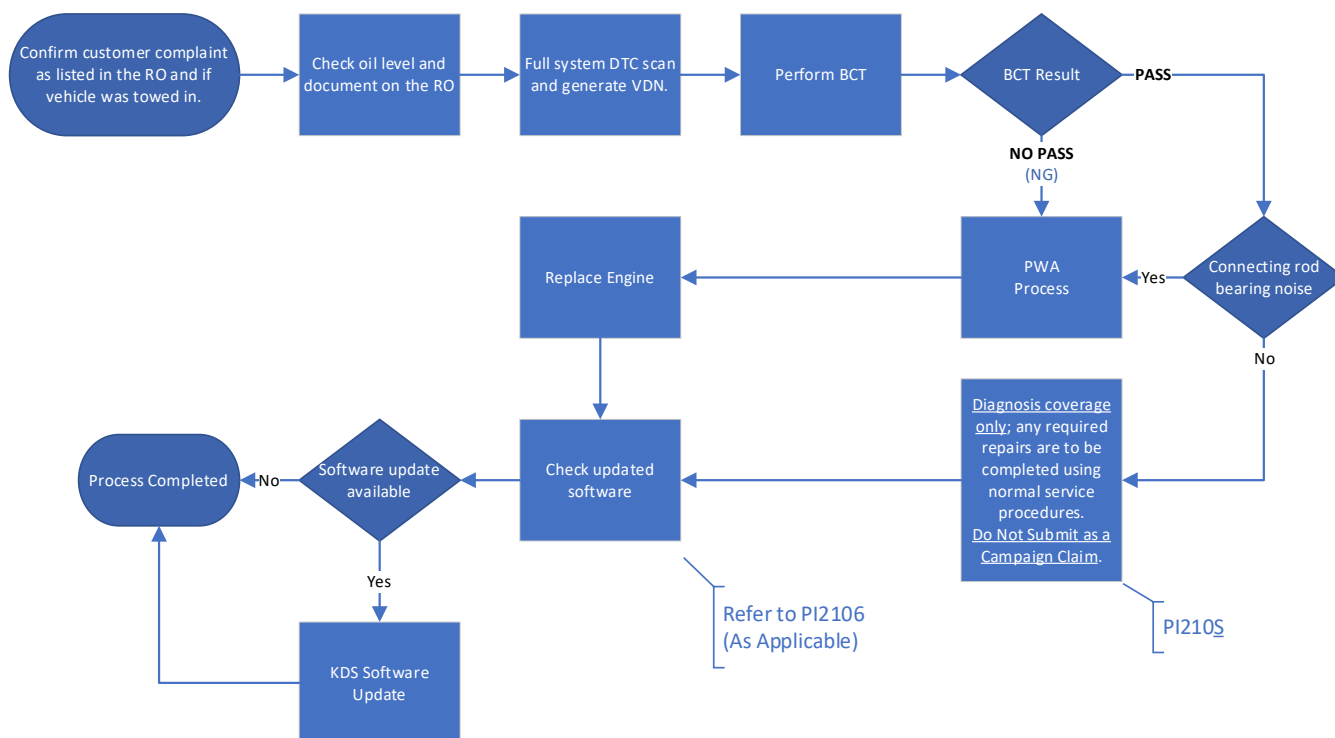 Confirm customer complaint
as listed in the RO and if
vehicle was towed in.
Check oil level and
document on the RO
Full system DTC scan
and generate VDN.
Perform BCT
BCT Result
PASS
NO PASS
(NG)
Replace Engine
PWA
Process
Yes
Connecting rod
bearing noise
No
Process Completed
No
Software update
available
Check updated
software
Diagnosis coverage
only; any required
repairs are to be
completed using
normal service
procedures.
Do Not Submit as a
Campaign Claim.
Yes
Refer to PI2106
(As Applicable)
PI210S
KDS Software
Update